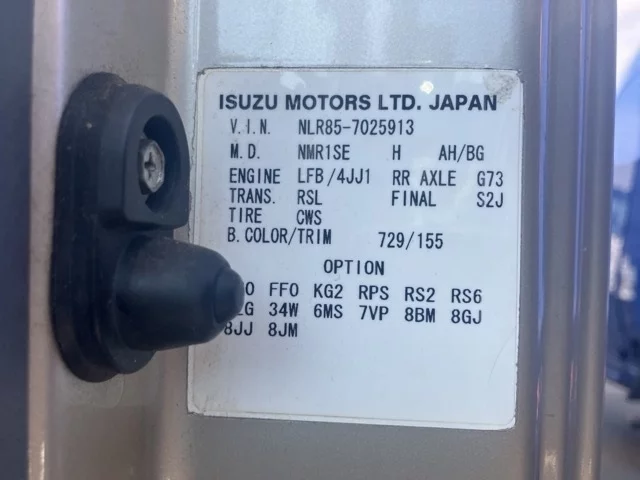 ISUZU MOTORS LTD. JAPAN
V.I.N. NLR85-7025913
M.D. NMR1SE H AH/BG
ENGINE LFB/4JJ1 RR AXLE G73
TRANS. RSL FINAL S2J
TIRE CWS
B.COLOR/TRIM 729/155
OPTION
FFO KG2 RPS RS2 RS6
34W 6MS 7VP 8BM 8GJ
8JJ 8JM